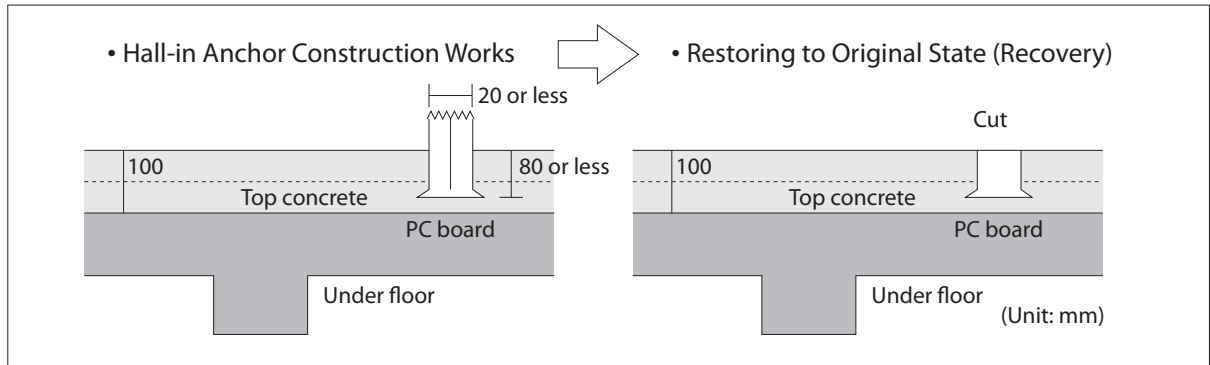 • Hall-in Anchor Construction Works
• Restoring to Original State (Recovery)
20 or less
100
80 or less
Top concrete
PC board
Under floor
Cut
100
Top concrete
PC board
Under floor
(Unit: mm)